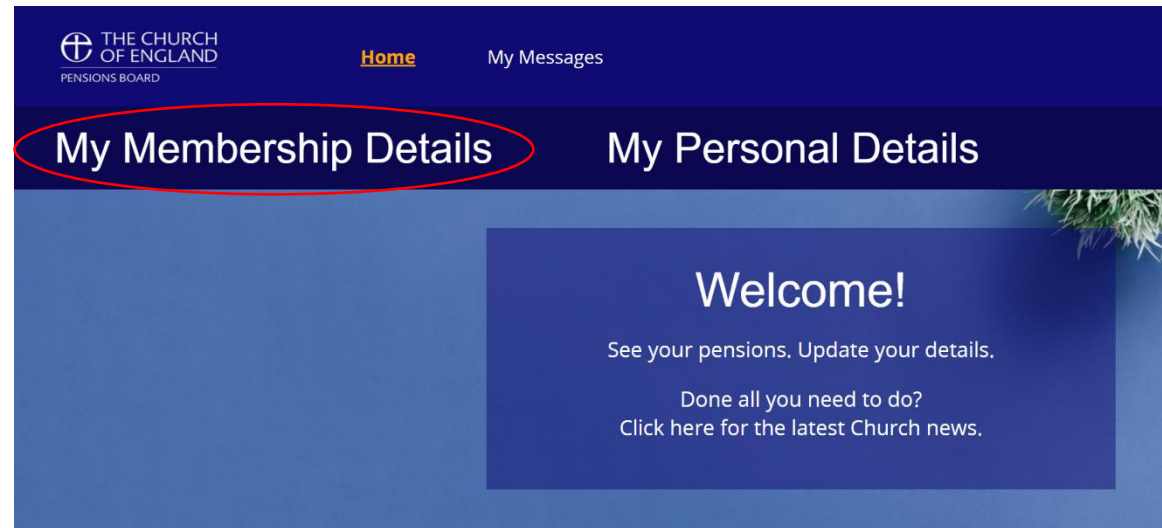 THE CHURCH
OF ENGLAND
PENSIONS BOARD
Home
My Messages
My Membership Details
My Personal Details
Welcome!
See your pensions. Update your details.
Done all you need to do?
Click here for the latest Church news.